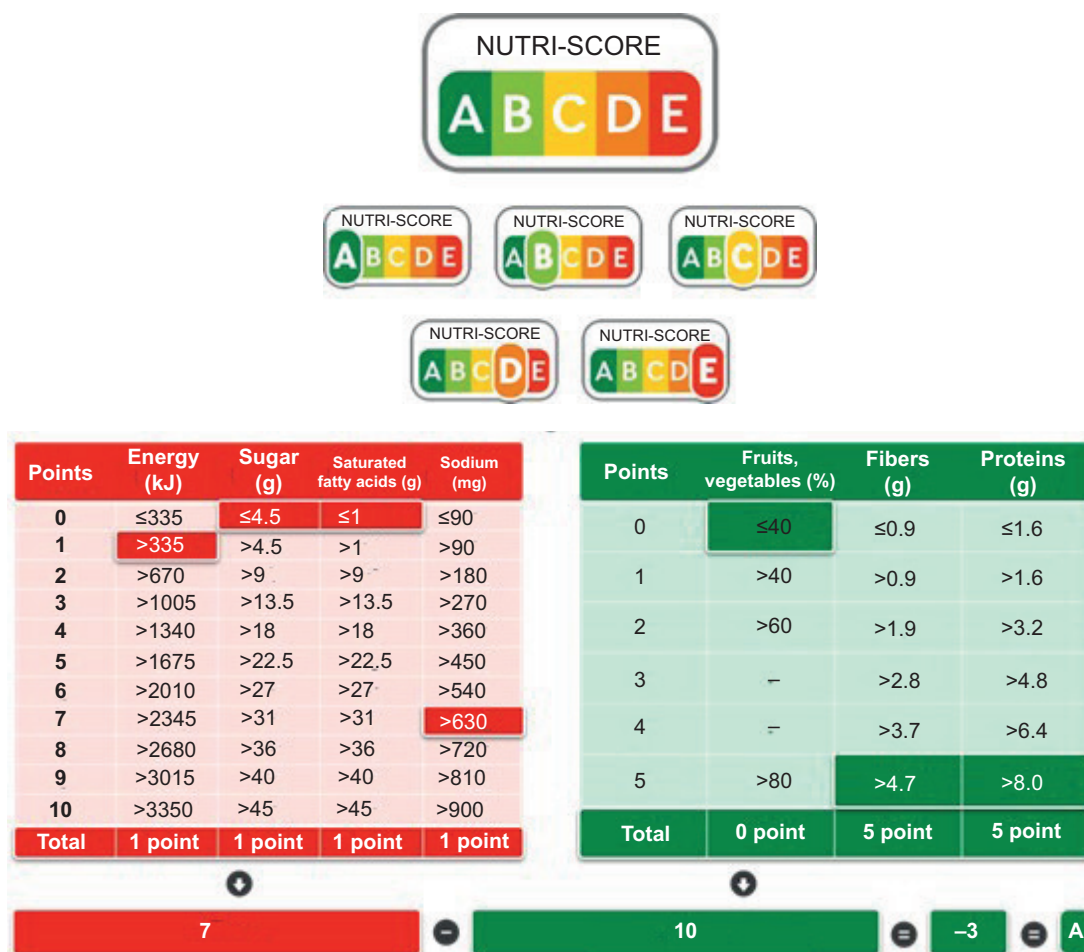 NUTRI-SCORE
A B C D E
NUTRI-SCORE NUTRI-SCORE NUTRI-SCORE
A B C D E A B C D E A B C D E
NUTRI-SCORE NUTRI-SCORE
A B C D E A B C D E
Points Energy (kJ) Sugar (g) Saturated fatty acids (g) Sodium (mg)
0 ≤335 ≤4.5 ≤1 ≤90
1 >335 >4.5 >1 >90
2 >670 >9 >9 >180
3 >1005 >13.5 >13.5 >270
4 >1340 >18 >18 >360
5 >1675 >22.5 >22.5 >450
6 >2010 >27 >27 >540
7 >2345 >31 >31 >630
8 >2680 >36 >36 >720
9 >3015 >40 >40 >810
10 >3350 >45 >45 >900
Total 1 point 1 point 1 point 1 point
Points Fruits, vegetables (%) Fibers (g) Proteins (g)
0 ≤40 ≤0.9 ≤1.6
1 >40 >0.9 >1.6
2 >60 >1.9 >3.2
3 – >2.8 >4.8
4 – >3.7 >6.4
5 >80 >4.7 >8.0
Total 0 point 5 point 5 point
7 − 10 = –3 = A